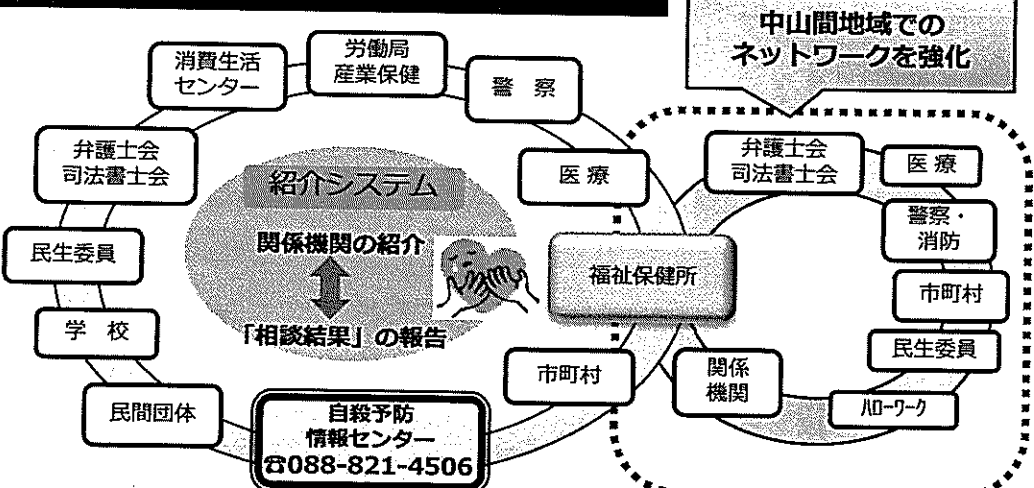 中山間地域での
ネットワークを強化
消費生活
センター
労働局
産業保健
警 察
弁護士会
司法書士会
医 療
紹介システム
関係機関の紹介
「相談結果」の報告
民生委員
学 校
民間団体
自殺予防
情報センター
☎088-821-4506
市町村
福祉保健所
弁護士会
司法書士会
医 療
警察・
消防
市町村
民生委員
ハローワーク
関係
機関